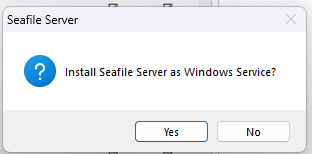 Seafile Server
Install Seafile Server as Windows Service?
Yes
No